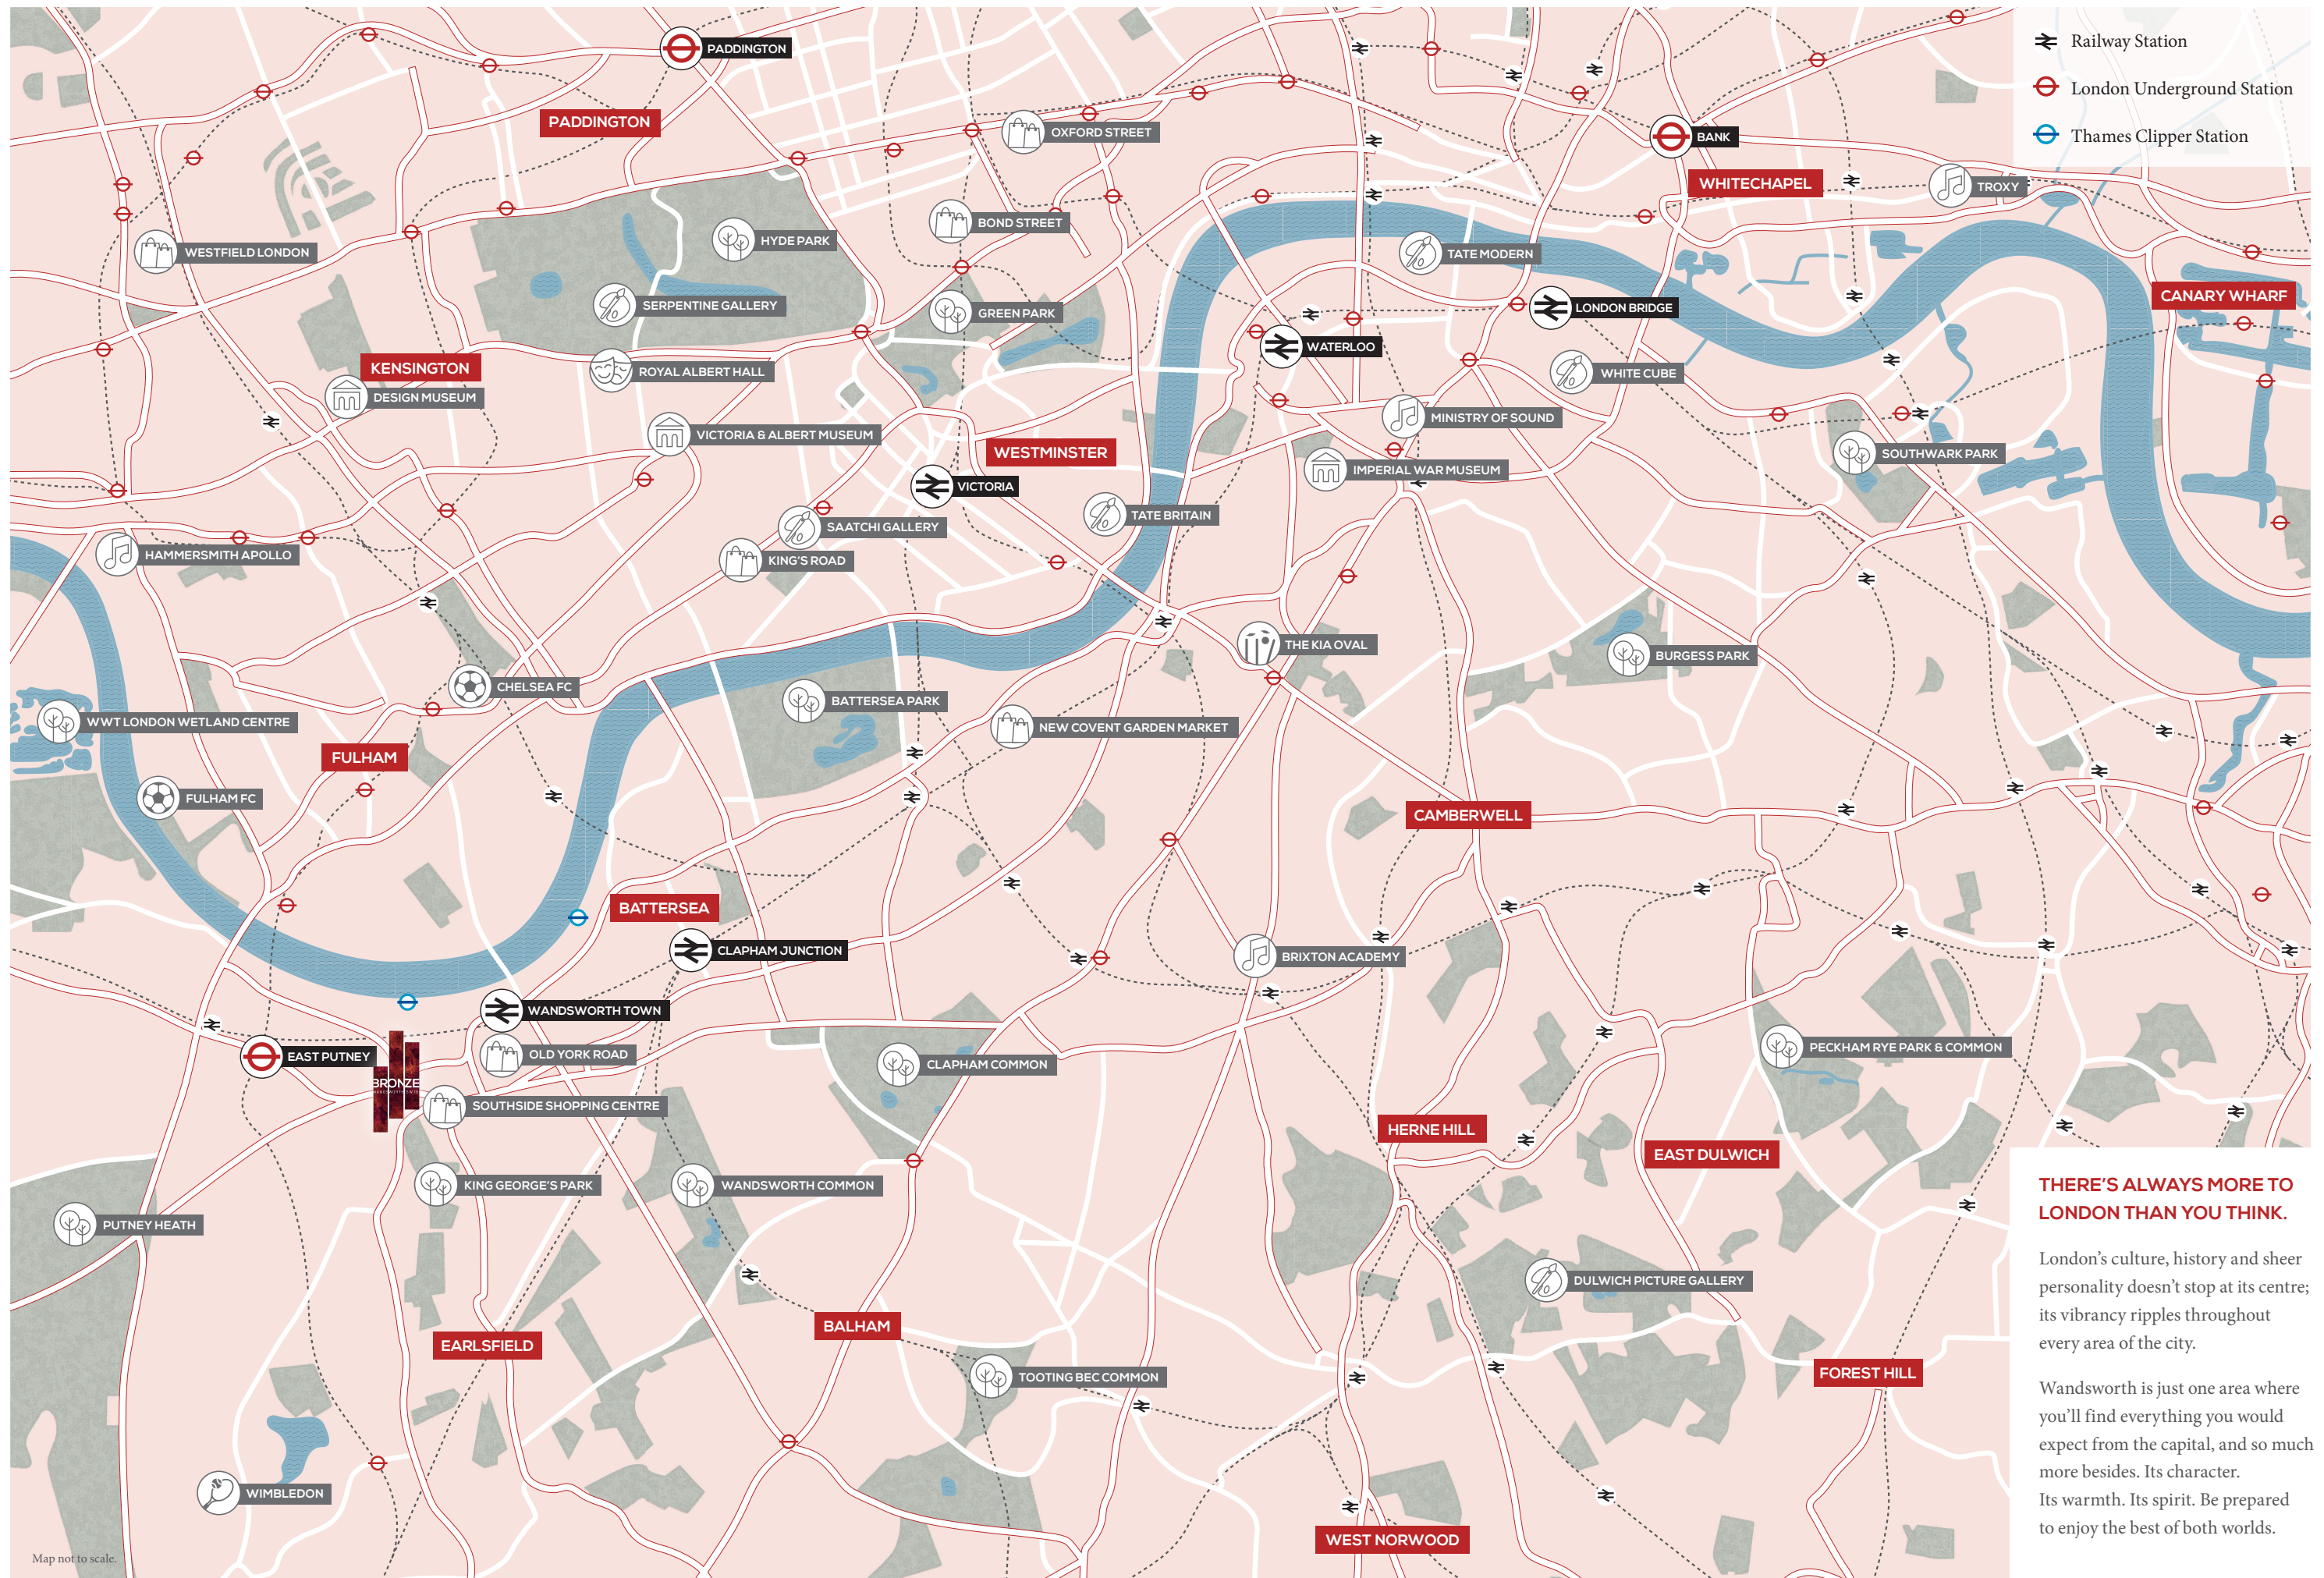 PADDINGTON
Railway Station
London Underground Station
Thames Clipper Station
PADDINGTON
OXFORD STREET
BANK
WHITECHAPEL
TROXY
BOND STREET
HYDE PARK
WESTFIELD LONDON
TATE MODERN
CANARY WHARF
SERPENTINE GALLERY
GREEN PARK
LONDON BRIDGE
WATERLOO
KENSINGTON
ROYAL ALBERT HALL
WHITE CUBE
DESIGN MUSEUM
MINISTRY OF SOUND
VICTORIA & ALBERT MUSEUM
WESTMINSTER
SOUTHWARK PARK
IMPERIAL WAR MUSEUM
VICTORIA
TATE BRITAIN
SAATCHI GALLERY
HAMMERSMITH APOLLO
KING'S ROAD
THE KIA OVAL
BURGESS PARK
CHELSEA FC
BATTERSEA PARK
WWT LONDON WETLAND CENTRE
NEW COVENT GARDEN MARKET
FULHAM
FULHAM FC
CAMBERWELL
BATTERSEA
CLAPHAM JUNCTION
BRIXTON ACADEMY
WANDSWORTH TOWN
PECKHAM RYE PARK & COMMON
OLD YORK ROAD
EAST PUTNEY
CLAPHAM COMMON
BRONZE
SOUTHSIDE SHOPPING CENTRE
HERNE HILL
EAST DULWICH
KING GEORGE'S PARK
WANDSWORTH COMMON
PUTNEY HEATH
DULWICH PICTURE GALLERY
BALHAM
EARLSFIELD
FOREST HILL
TOOTING BEC COMMON
WIMBLEDON
WEST NORWOOD
Map not to scale.
THERE'S ALWAYS MORE TO
LONDON THAN YOU THINK.
London's culture, history and sheer
personality doesn't stop at its centre;
its vibrancy ripples throughout
every area of the city.
Wandsworth is just one area where
you'll find everything you would
expect from the capital, and so much
more besides. Its character.
Its warmth. Its spirit. Be prepared
to enjoy the best of both worlds.